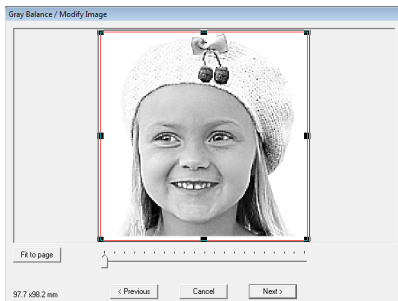 Gray Balance / Modify Image
Fit to page
97.7 x98.2 mm
< Previous
Cancel
Next >